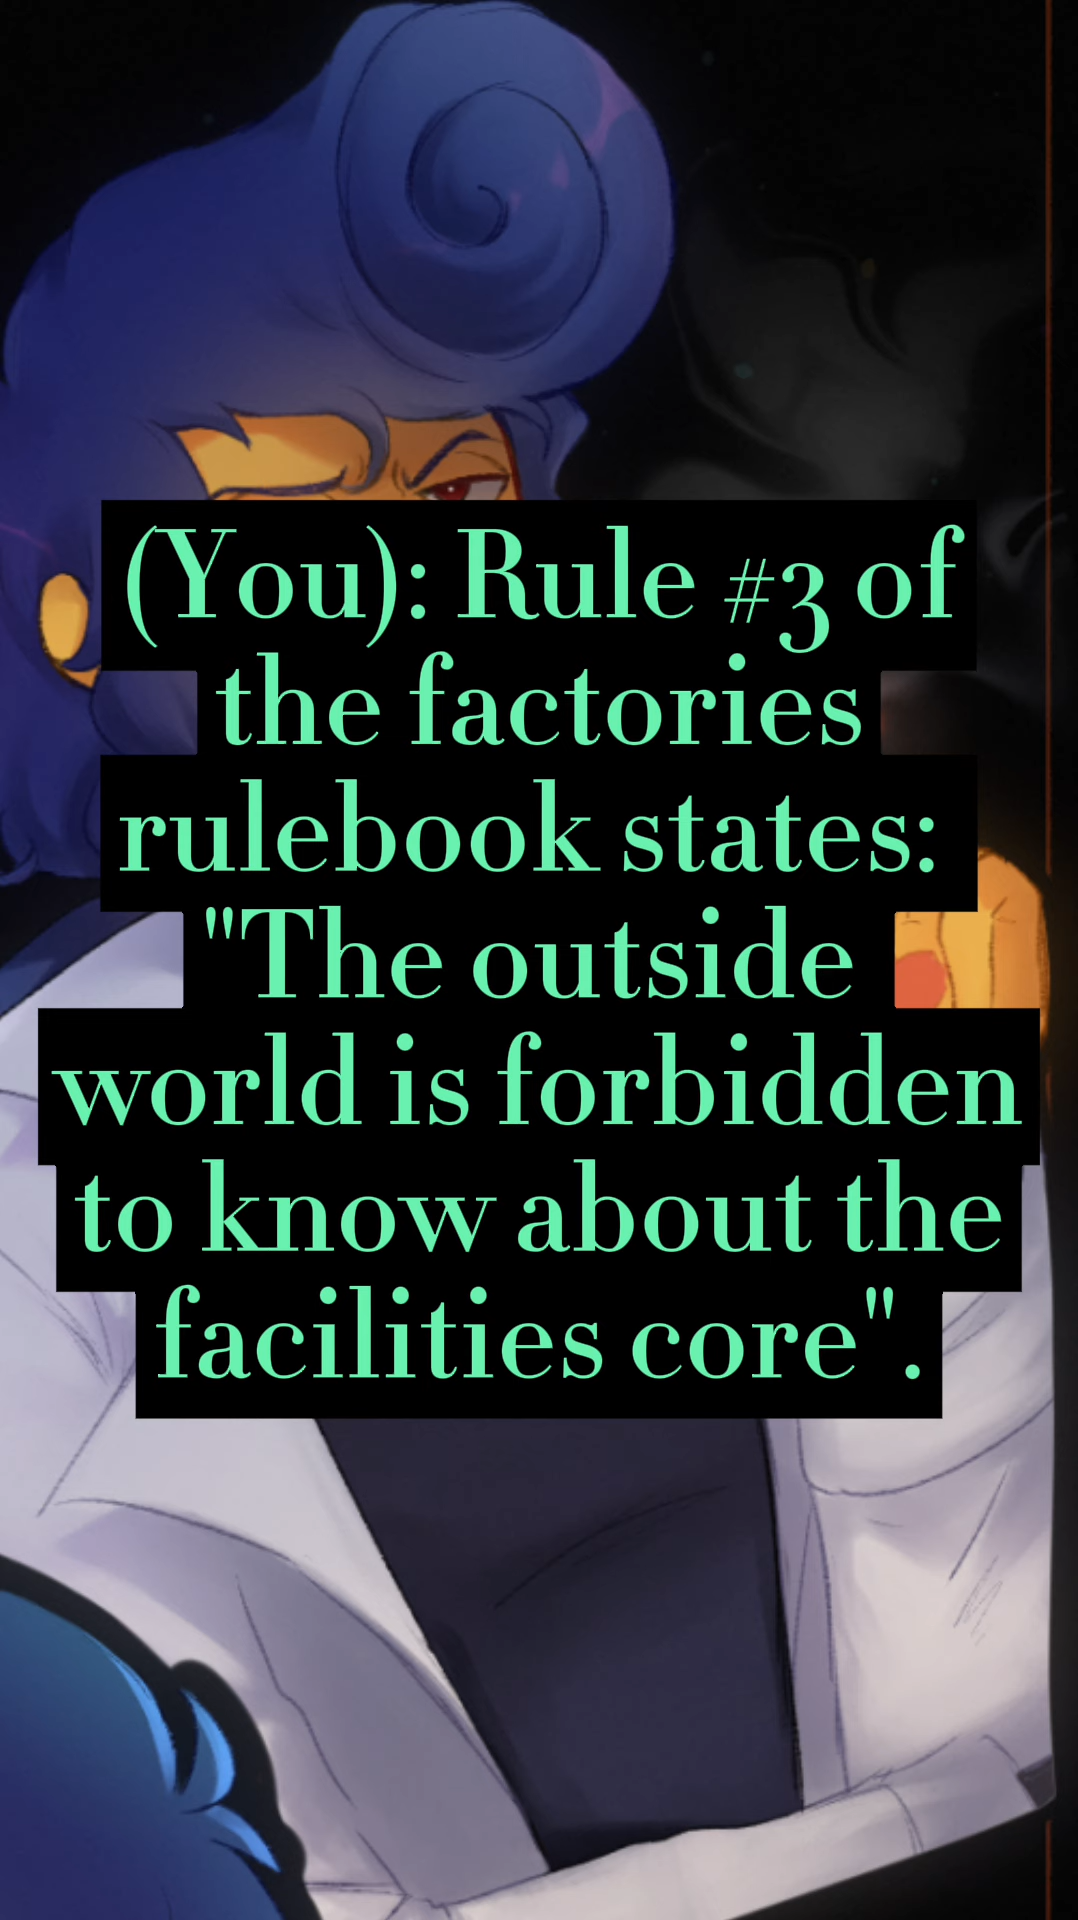 (You): Rule #3 of
the factories
rulebook states:
"The outside
world is forbidden
to know about the
facilities core".